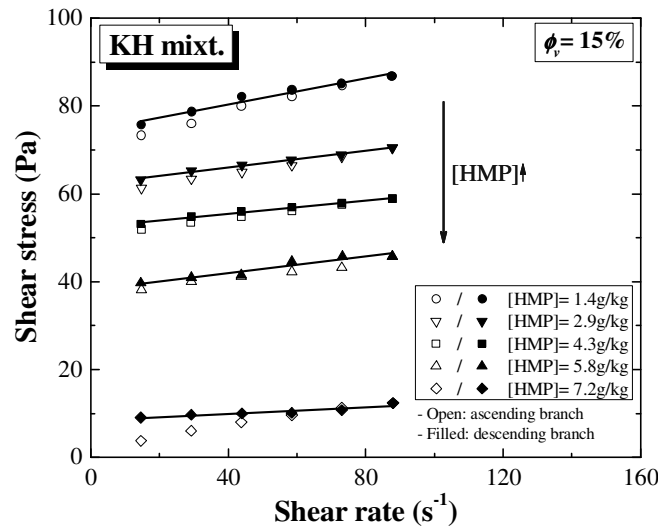 KH mixt.
ϕᵥ = 15%
Shear stress (Pa)
100
80
60
40
20
0
[HMP]
○ / ● [HMP]= 1.4g/kg
▽ / ▼ [HMP]= 2.9g/kg
□ / ■ [HMP]= 4.3g/kg
△ / ▲ [HMP]= 5.8g/kg
◇ / ◆ [HMP]= 7.2g/kg
- Open: ascending branch
- Filled: descending branch
0 40 80 120 160
Shear rate (s⁻¹)